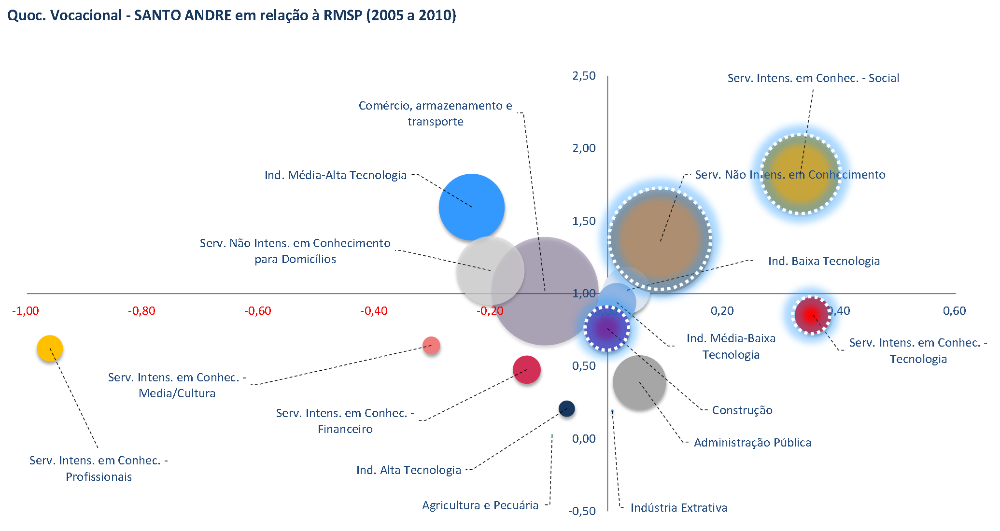 Quoc. Vocacional - SANTO ANDRE em relação à RMSP (2005 a 2010)
2,50
Serv. Intens. em Conhec. - Social
Comércio, armazenamento e
transporte
2,00
Ind. Média-Alta Tecnologia
Serv. Não Intens. em Conhecimento
1,50
Serv. Não Intens. em Conhecimento
para Domicílios
Ind. Baixa Tecnologia
1,00
-1,00
-0,80
-0,60
-0,40
-0,20
0,00
0,20
0,40
0,60
Ind. Média-Baixa
Tecnologia
Serv. Intens. em Conhec. -
Tecnologia
0,50
Serv. Intens. em Conhec. -
Media/Cultura
Serv. Intens. em Conhec. -
Financeiro
Construção
0,00
Administração Pública
Serv. Intens. em Conhec. -
Profissionais
Ind. Alta Tecnologia
Agricultura e Pecuária
-0,50
Indústria Extrativa